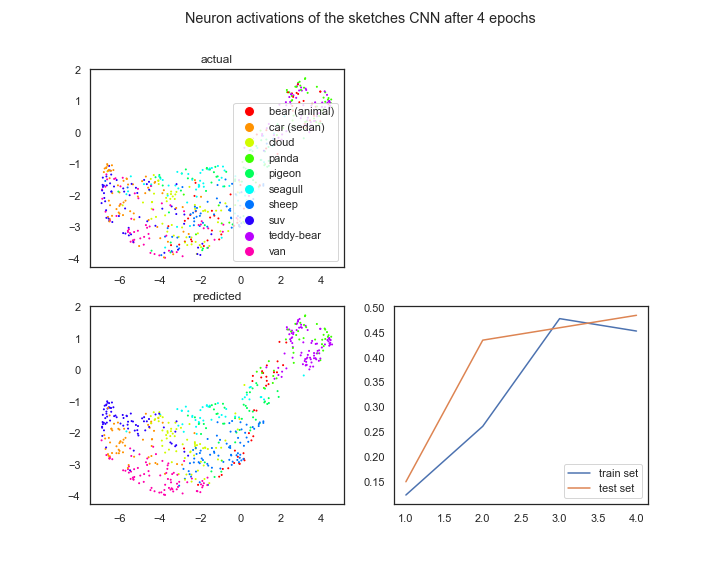 Neuron activations of the sketches CNN after 4 epochs
actual
2
1
0
−1
−2
−3
−4
bear (animal)
car (sedan)
cloud
panda
pigeon
seagull
sheep
suv
teddy-bear
van
−6 −4 −2 0 2 4
predicted
2
1
0
−1
−2
−3
−4
−6 −4 −2 0 2 4
0.50
0.45
0.40
0.35
0.30
0.25
0.20
0.15
train set
test set
1.0 1.5 2.0 2.5 3.0 3.5 4.0